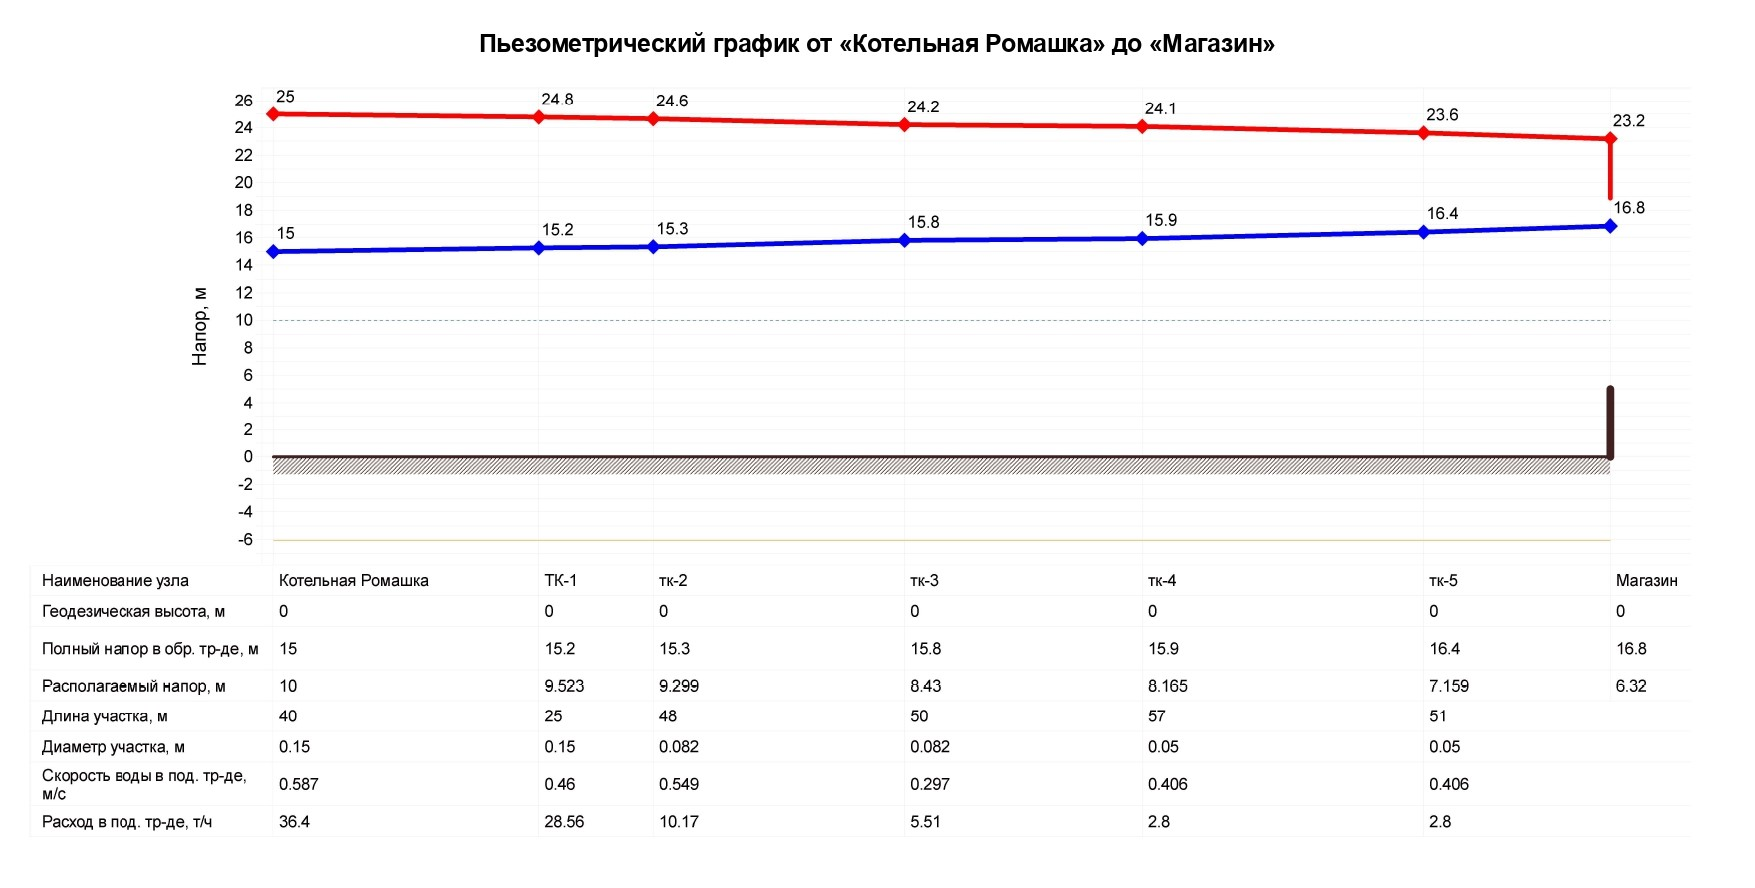 Пьезометрический график от «Котельная Ромашка» до «Магазин»
Напор, м
26
24
22
20
18
16
14
12
10
8
6
4
2
0
-2
-4
-6
25 24.8 24.6 24.2 24.1 23.6 23.2
15 15.2 15.3 15.8 15.9 16.4 16.8
Наименование узла Котельная Ромашка ТК-1 тк-2 тк-3 тк-4 тк-5 Магазин
Геодезическая высота, м 0 0 0 0 0 0 0
Полный напор в обр. тр-де, м 15 15.2 15.3 15.8 15.9 16.4 16.8
Располагаемый напор, м 10 9.523 9.299 8.43 8.165 7.159 6.32
Длина участка, м 40 25 48 50 57 51
Диаметр участка, м 0.15 0.15 0.082 0.082 0.05 0.05
Скорость воды в под. тр-де,
м/с 0.587 0.46 0.549 0.297 0.406 0.406
Расход в под. тр-де, т/ч 36.4 28.56 10.17 5.51 2.8 2.8